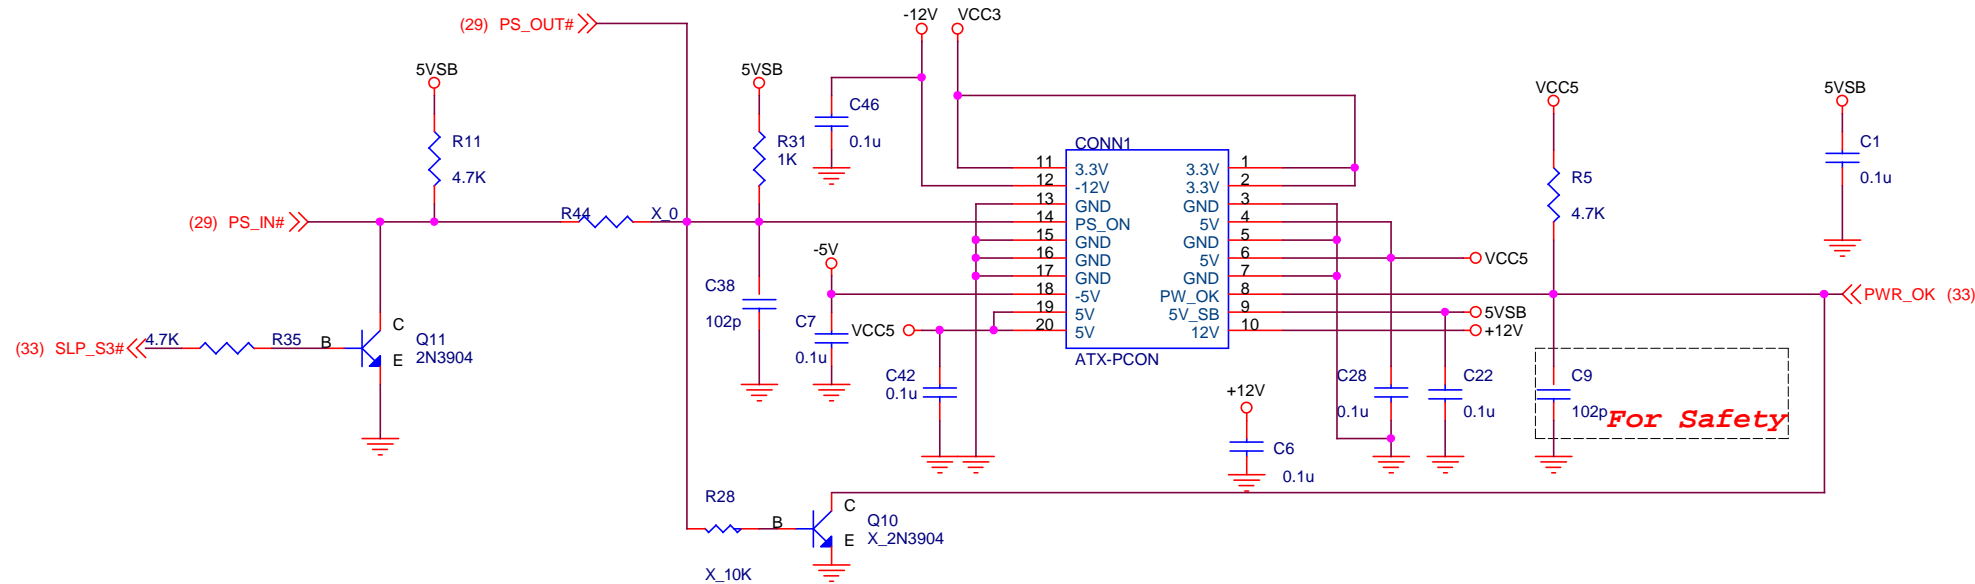 (29) PS_OUT#
-12V
VCC3
5VSB
R11
4.7K
5VSB
R31
1K
C46
0.1u
VCC5
R5
4.7K
5VSB
C1
0.1u
(29) PS_IN#
R44
X_0
CONN1
11 3.3V 3.3V 1
12 -12V 3.3V 2
13 GND GND 3
14 PS_ON 5V 4
15 GND GND 5
16 GND 5V 6
17 GND GND 7
18 -5V PW_OK 8
19 5V 5V_SB 9
20 5V 12V 10
ATX-PCON
-5V
C38
102p
C7
0.1u
VCC5
C42
0.1u
VCC5
PWR_OK (33)
5VSB
+12V
(33) SLP_S3#
4.7K
R35
B
C
E
Q11
2N3904
+12V
C6
0.1u
C28
0.1u
C22
0.1u
C9
102p
For Safety
R28
X_10K
B
C
E
Q10
X_2N3904